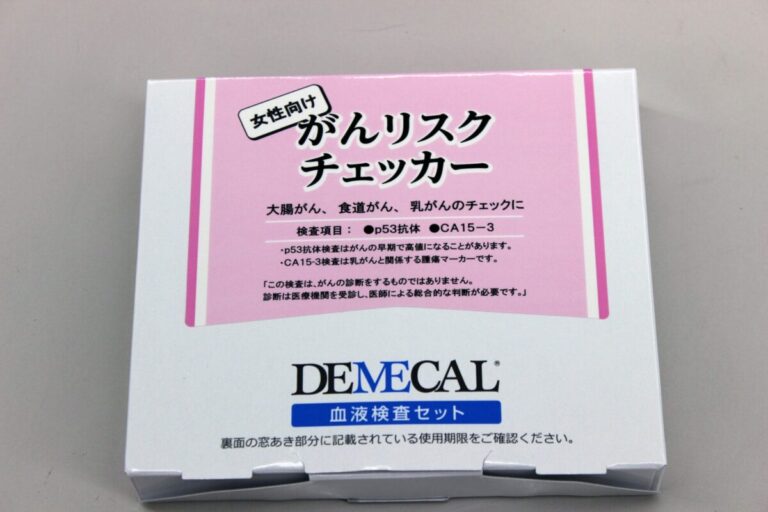 女性向け
がんリスク
チェッカー
大腸がん、食道がん、乳がんのチェックに
検査項目： ●p53抗体 ●CA15-3
・p53抗体検査はがんの早期で高値になることがあります。
・CA15-3検査は乳がんと関係する腫瘍マーカーです。
「この検査は、がんの診断をするものではありません。
診断は医療機関を受診し、医師による総合的な判断が必要です。」
DEMECAL®
血液検査セット
裏面の窓あき部分に記載されている使用期限をご確認ください。